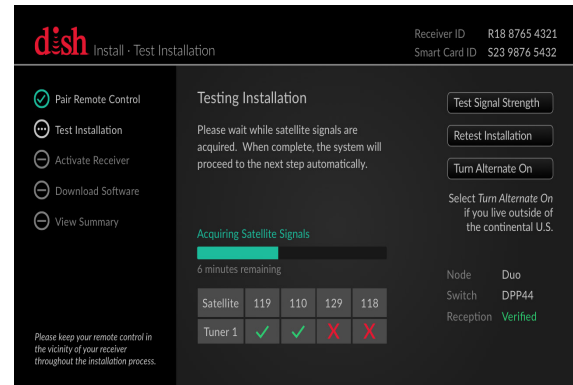 dish Install · Test Installation
Receiver ID R18 8765 4321
Smart Card ID S23 9876 5432
Pair Remote Control
Test Installation
Activate Receiver
Download Software
View Summary
Please keep your remote control in
the vicinity of your receiver
throughout the installation process.
Testing Installation
Please wait while satellite signals are
acquired. When complete, the system will
proceed to the next step automatically.
Acquiring Satellite Signals
6 minutes remaining
Satellite 119 110 129 118
Tuner 1 ✓ ✓ X X
Test Signal Strength
Retest Installation
Turn Alternate On
Select Turn Alternate On
if you live outside of
the continental U.S.
Node Duo
Switch DPP44
Reception Verified